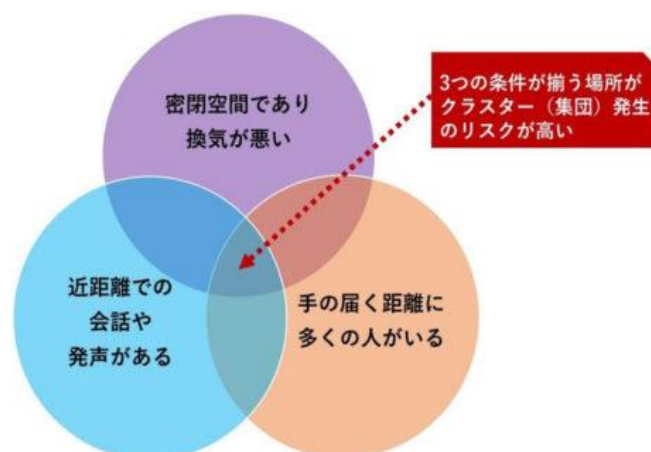 密閉空間であり
換気が悪い
3つの条件が揃う場所が
クラスター（集団）発生
のリスクが高い
近距離での
会話や
発声がある
手の届く距離に
多くの人がいる